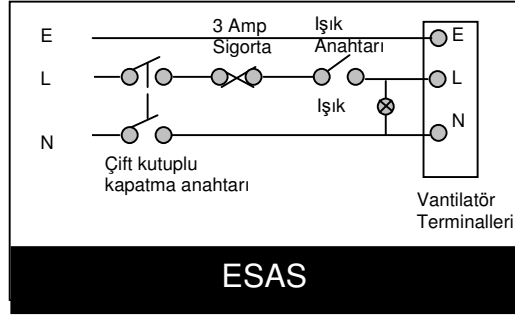 E
3 Amp
Sigorta
Işık
Anahtarı
E
L
L
Işık
N
N
Çift kutuplu
kapatma anahtarı
Vantilatör
Terminalleri
ESAS